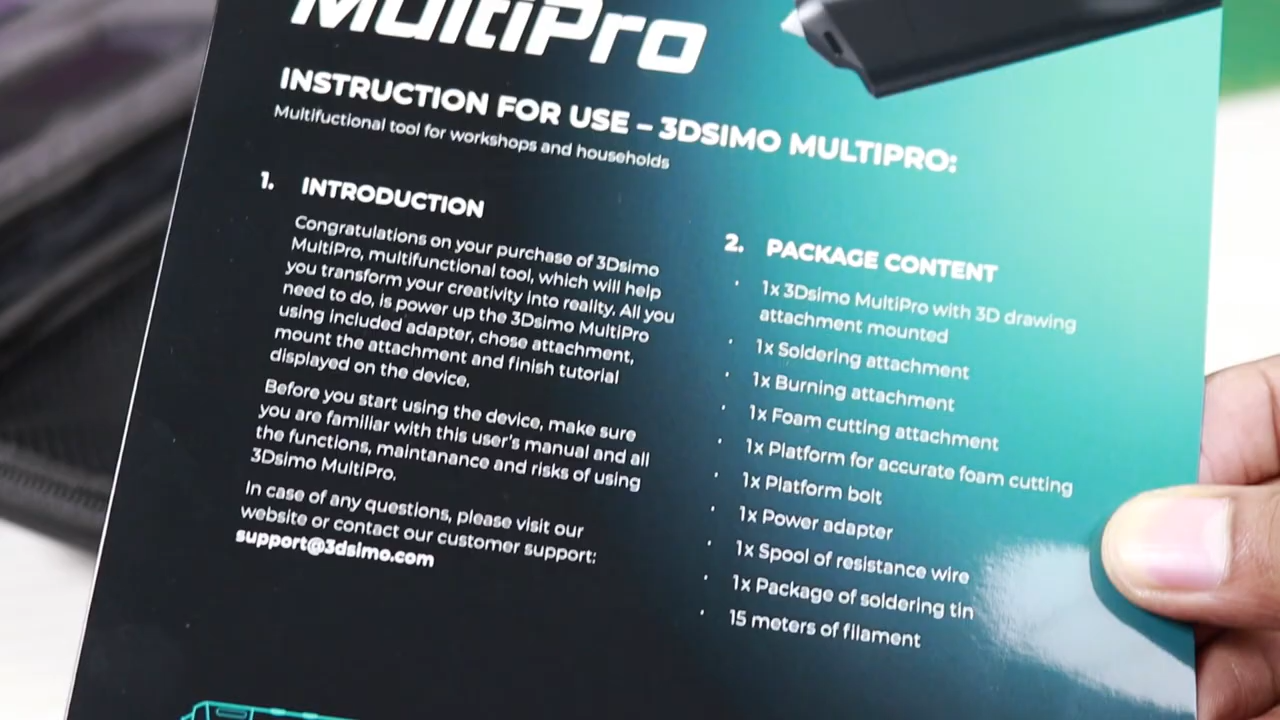 MultiPro
INSTRUCTION FOR USE – 3DSIMO MULTIPRO:
Multifuctional tool for workshops and households
1. INTRODUCTION
Congratulations on your purchase of 3Dsimo
MultiPro, multifunctional tool, which will help
you transform your creativity into reality. All you
need to do, is power up the 3Dsimo MultiPro
using included adapter, chose attachment,
mount the attachment and finish tutorial
displayed on the device.
Before you start using the device, make sure
you are familiar with this user's manual and all
the functions, maintanance and risks of using
3Dsimo MultiPro.
In case of any questions, please visit our
website or contact our customer support:
support@3dsimo.com
2. PACKAGE CONTENT
• 1x 3Dsimo MultiPro with 3D drawing
attachment mounted
• 1x Soldering attachment
• 1x Burning attachment
• 1x Foam cutting attachment
• 1x Platform for accurate foam cutting
• 1x Platform bolt
• 1x Power adapter
• 1x Spool of resistance wire
• 1x Package of soldering tin
• 15 meters of filament